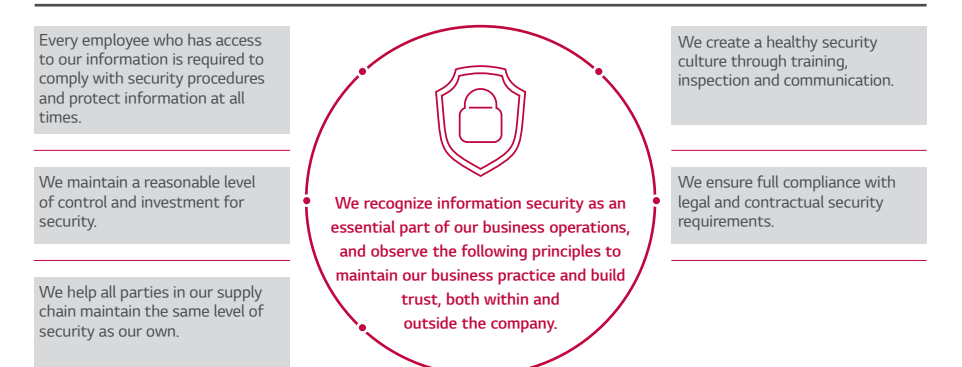 Every employee who has access
to our information is required to
comply with security procedures
and protect information at all
times.
We maintain a reasonable level
of control and investment for
security.
We help all parties in our supply
chain maintain the same level of
security as our own.
We recognize information security as an
essential part of our business operations,
and observe the following principles to
maintain our business practice and build
trust, both within and
outside the company.
We create a healthy security
culture through training,
inspection and communication.
We ensure full compliance with
legal and contractual security
requirements.